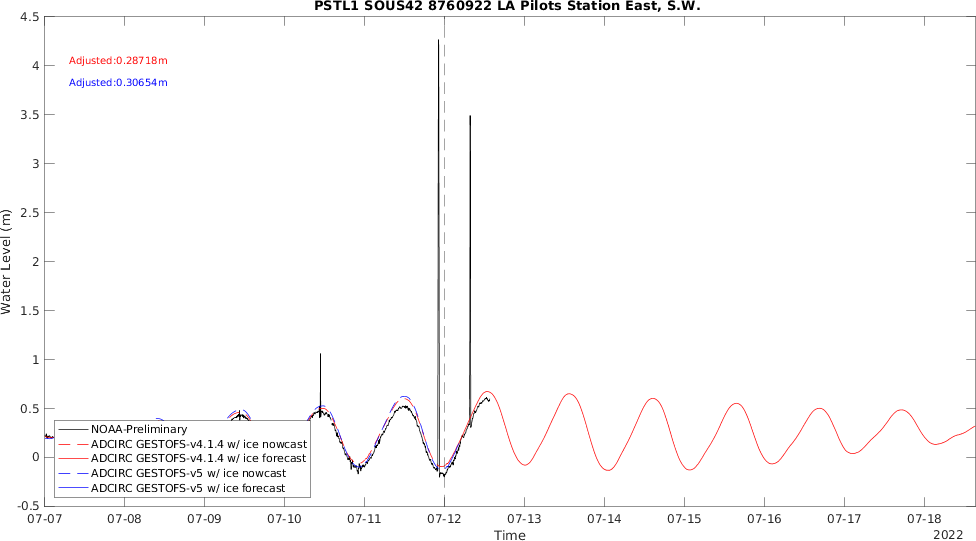 PSTL1 SOUS42 8760922 LA Pilots Station East, S.W.
4.5
4
3.5
3
2.5
2
1.5
1
0.5
0
-0.5
Water Level (m)
Adjusted:0.28718m
Adjusted:0.30654m
NOAA-Preliminary
ADCIRC GESTOFS-v4.1.4 w/ ice nowcast
ADCIRC GESTOFS-v4.1.4 w/ ice forecast
ADCIRC GESTOFS-v5 w/ ice nowcast
ADCIRC GESTOFS-v5 w/ ice forecast
07-07 07-08 07-09 07-10 07-11 07-12 07-13 07-14 07-15 07-16 07-17 07-18
Time
2022